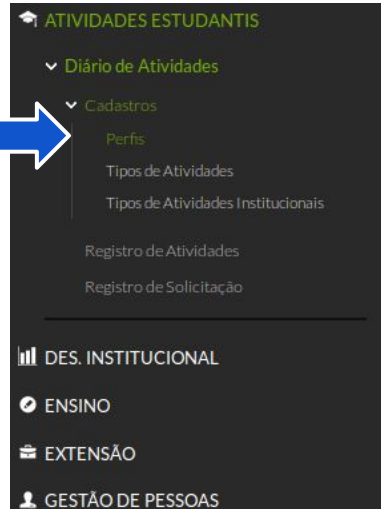 ATIVIDADES ESTUDANTIS
Diário de Atividades
Cadastros
Perfis
Tipos de Atividades
Tipos de Atividades Institucionais
Registro de Atividades
Registro de Solicitação
DES. INSTITUCIONAL
ENSINO
EXTENSÃO
GESTÃO DE PESSOAS